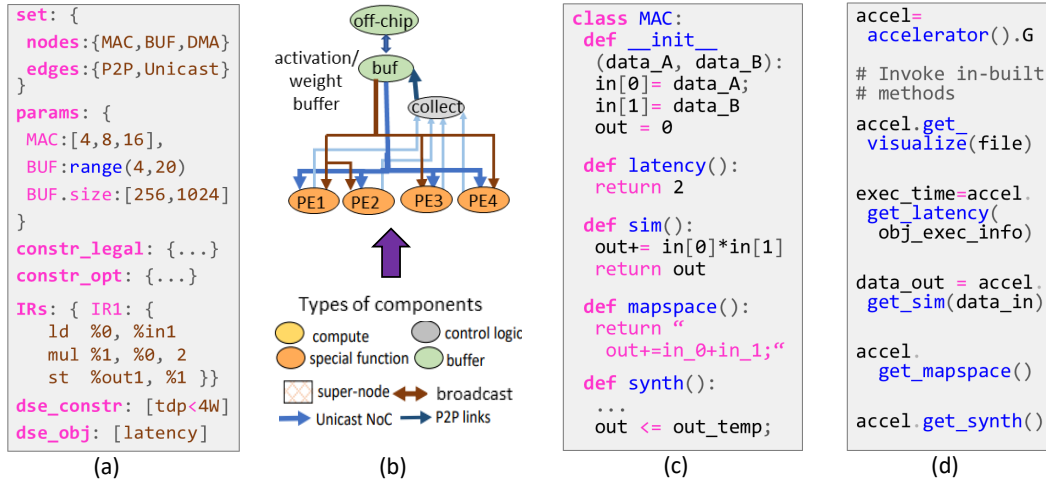 set: {
nodes:{MAC,BUF,DMA}
edges:{P2P,Unicast}
}
params: {
MAC:[4,8,16],
BUF:range(4,20)
BUF.size:[256,1024]
}
constr_legal: {...}
constr_opt: {...}
IRs: { IR1: {
ld %0, %in1
mul %1, %0, 2
st %out1, %1 }}
dse_constr: [tdp<4W]
dse_obj: [latency]
(a)
off-chip
activation/
weight
buffer
buf
collect
PE1
PE2
PE3
PE4
Types of components
compute
control logic
special function
buffer
super-node
broadcast
Unicast NoC
P2P links
(b)
class MAC:
def __init__
(data_A, data_B):
in[0]= data_A;
in[1]= data_B
out = 0
def latency():
return 2
def sim():
out+= in[0]*in[1]
return out
def mapspace():
return “
out+=in_0+in_1;“
def synth():
...
out <= out_temp;
(c)
accel=
accelerator().G
# Invoke in-built
# methods
accel.get_
visualize(file)
exec_time=accel.
get_latency(
obj_exec_info)
data_out = accel.
get_sim(data_in)
accel.
get_mapspace()
accel.get_synth()
(d)